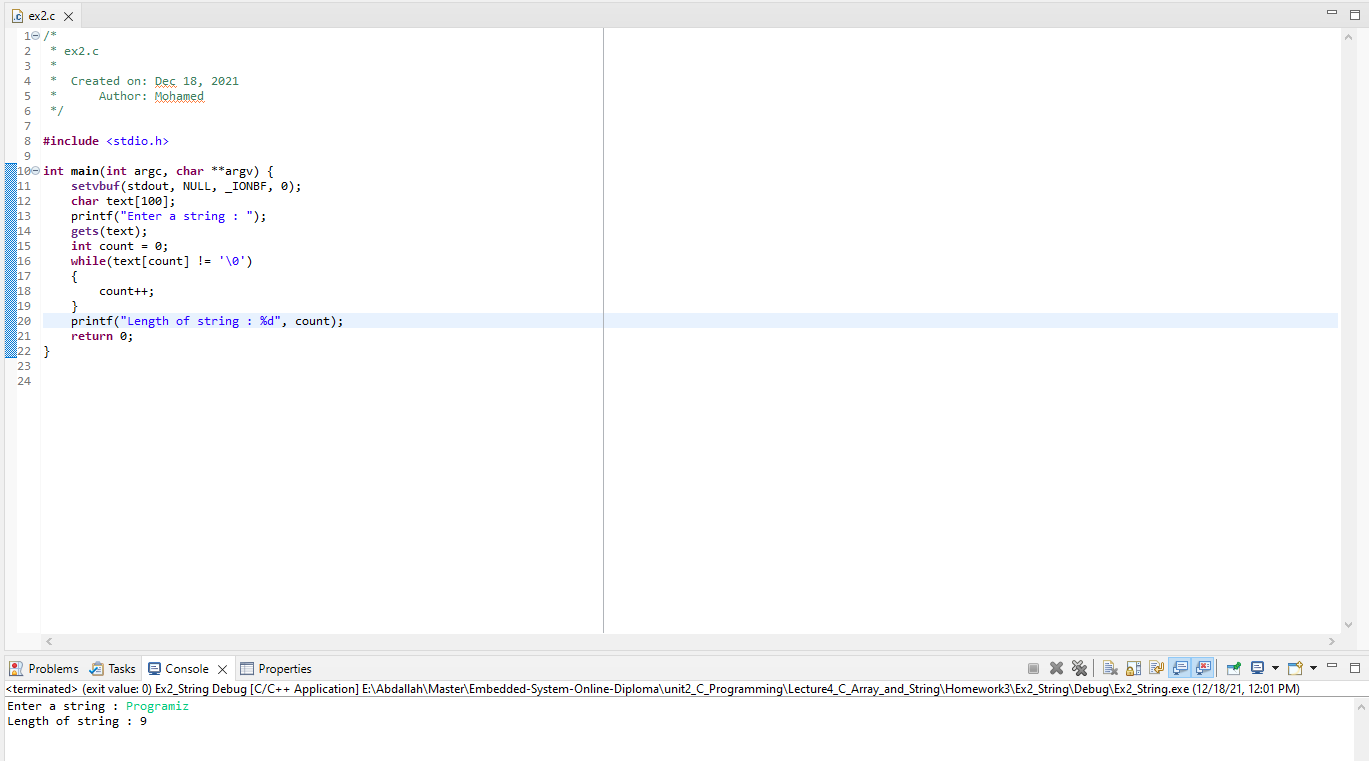 ex2.c
1 /*
2  * ex2.c
3  *
4  *  Created on: Dec 18, 2021
5  *      Author: Mohamed
6  */
7
8 #include <stdio.h>
9
10 int main(int argc, char **argv) {
11     setvbuf(stdout, NULL, _IONBF, 0);
12     char text[100];
13     printf("Enter a string : ");
14     gets(text);
15     int count = 0;
16     while(text[count] != '\0')
17     {
18         count++;
19     }
20     printf("Length of string : %d", count);
21     return 0;
22 }
23
24
Problems Tasks Console Properties
<terminated> (exit value: 0) Ex2_String Debug [C/C++ Application] E:\Abdallah\Master\Embedded-System-Online-Diploma\unit2_C_Programming\Lecture4_C_Array_and_String\Homework3\Ex2_String\Debug\Ex2_String.exe (12/18/21, 12:01 PM)
Enter a string : Programiz
Length of string : 9